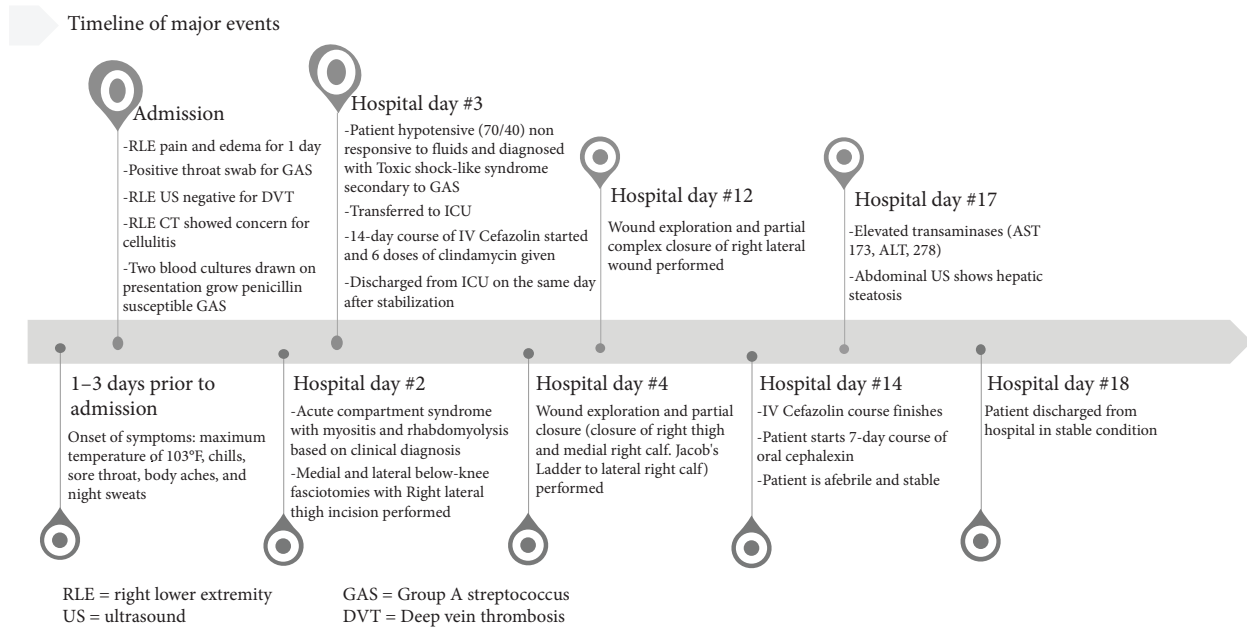 Timeline of major events
Admission
-RLE pain and edema for 1 day
-Positive throat swab for GAS
-RLE US negative for DVT
-RLE CT showed concern for
cellulitis
-Two blood cultures drawn on
presentation grow penicillin
susceptible GAS
Hospital day #3
-Patient hypotensive (70/40) non
responsive to fluids and diagnosed
with Toxic shock-like syndrome
secondary to GAS
-Transferred to ICU
-14-day course of IV Cefazolin started
and 6 doses of clindamycin given
-Discharged from ICU on the same day
after stabilization
Hospital day #12
Wound exploration and partial
complex closure of right lateral
wound performed
Hospital day #17
-Elevated transaminases (AST
173, ALT, 278)
-Abdominal US shows hepatic
steatosis
1–3 days prior to
admission
Onset of symptoms: maximum
temperature øf 103°F, chills,
sore throat, body aches, and
night sweats
Hospital day #2
-Acute compartment syndrome
with myositis and rhabdomyolysis
based on clinical diagnosis
-Medial and lateral below-knee
fasciotomies with Right lateral
thigh incision performed
Hospital day #4
Wound exploration and partial
closure (closure of right thigh
and medial right calf. Jacob's
Ladder to lateral right calf)
performed
Hospital day #14
-IV Cefazolin course finishes
-Patient starts 7-day course of
oral cephalexin
-Patient is afebrile and stable
Hospital day #18
Patient discharged from
hospital in stable condition
RLE = right lower extremity
US = ultrasound
GAS = Group A streptococcus
DVT = Deep vein thrombosis